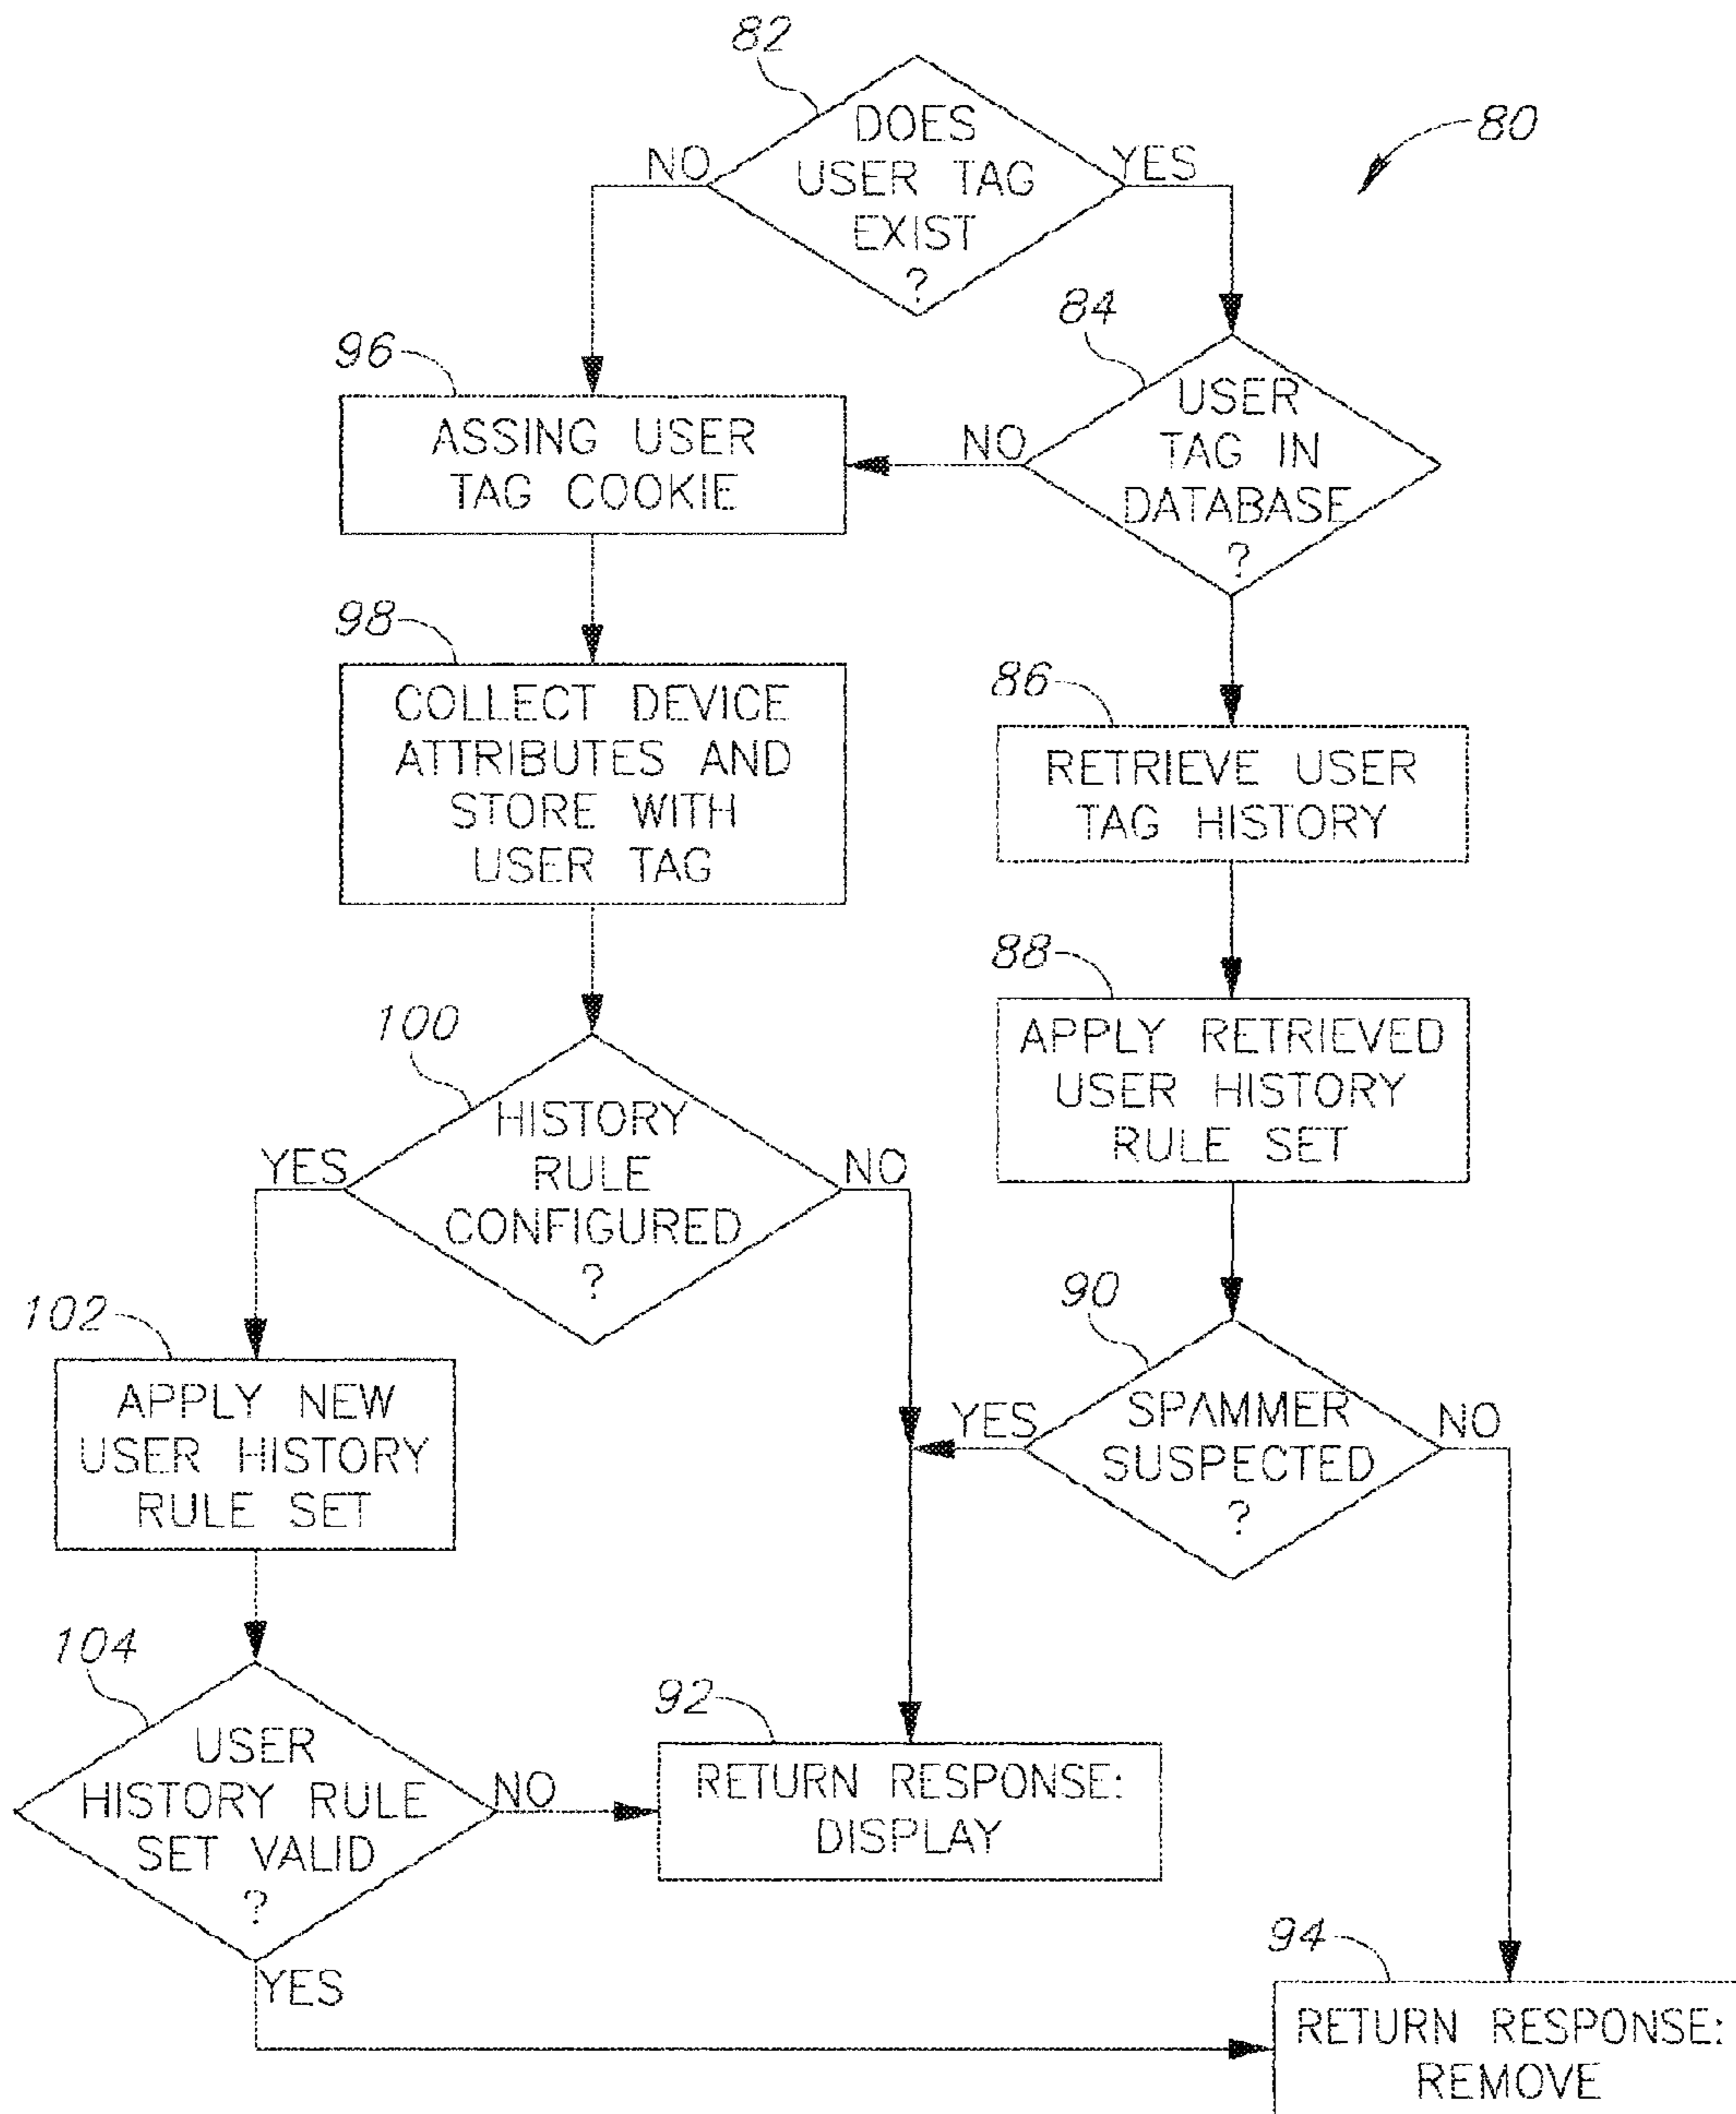 82
DOES
USER TAG
EXIST
?
NO
YES
80
84
USER
TAG IN
DATABASE
?
NO
96
ASSING USER
TAG COOKIE
98
COLLECT DEVICE
ATTRIBUTES AND
STORE WITH
USER TAG
86
RETRIEVE USER
TAG HISTORY
88
APPLY RETRIEVED
USER HISTORY
RULE SET
100
HISTORY
RULE
CONFIGURED
?
YES
NO
90
SPAMMER
SUSPECTED
?
YES
NO
102
APPLY NEW
USER HISTORY
RULE SET
104
USER
HISTORY RULE
SET VALID
?
NO
YES
92
RETURN RESPONSE:
DISPLAY
94
RETURN RESPONSE:
REMOVE